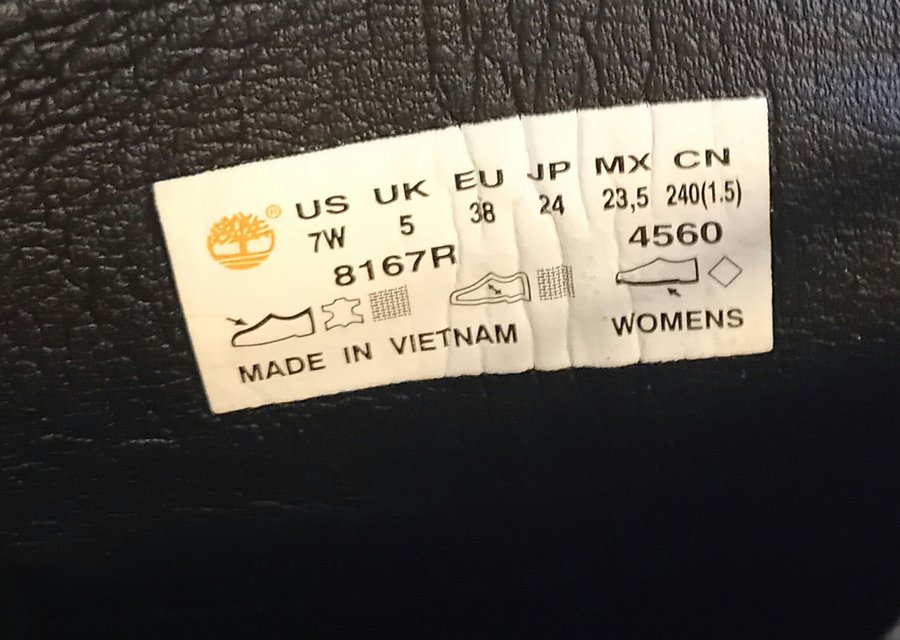 ® US UK EU JP MX CN
7W 5 38 24 23,5 240(1.5)
8167R 4560
MADE IN VIETNAM WOMENS